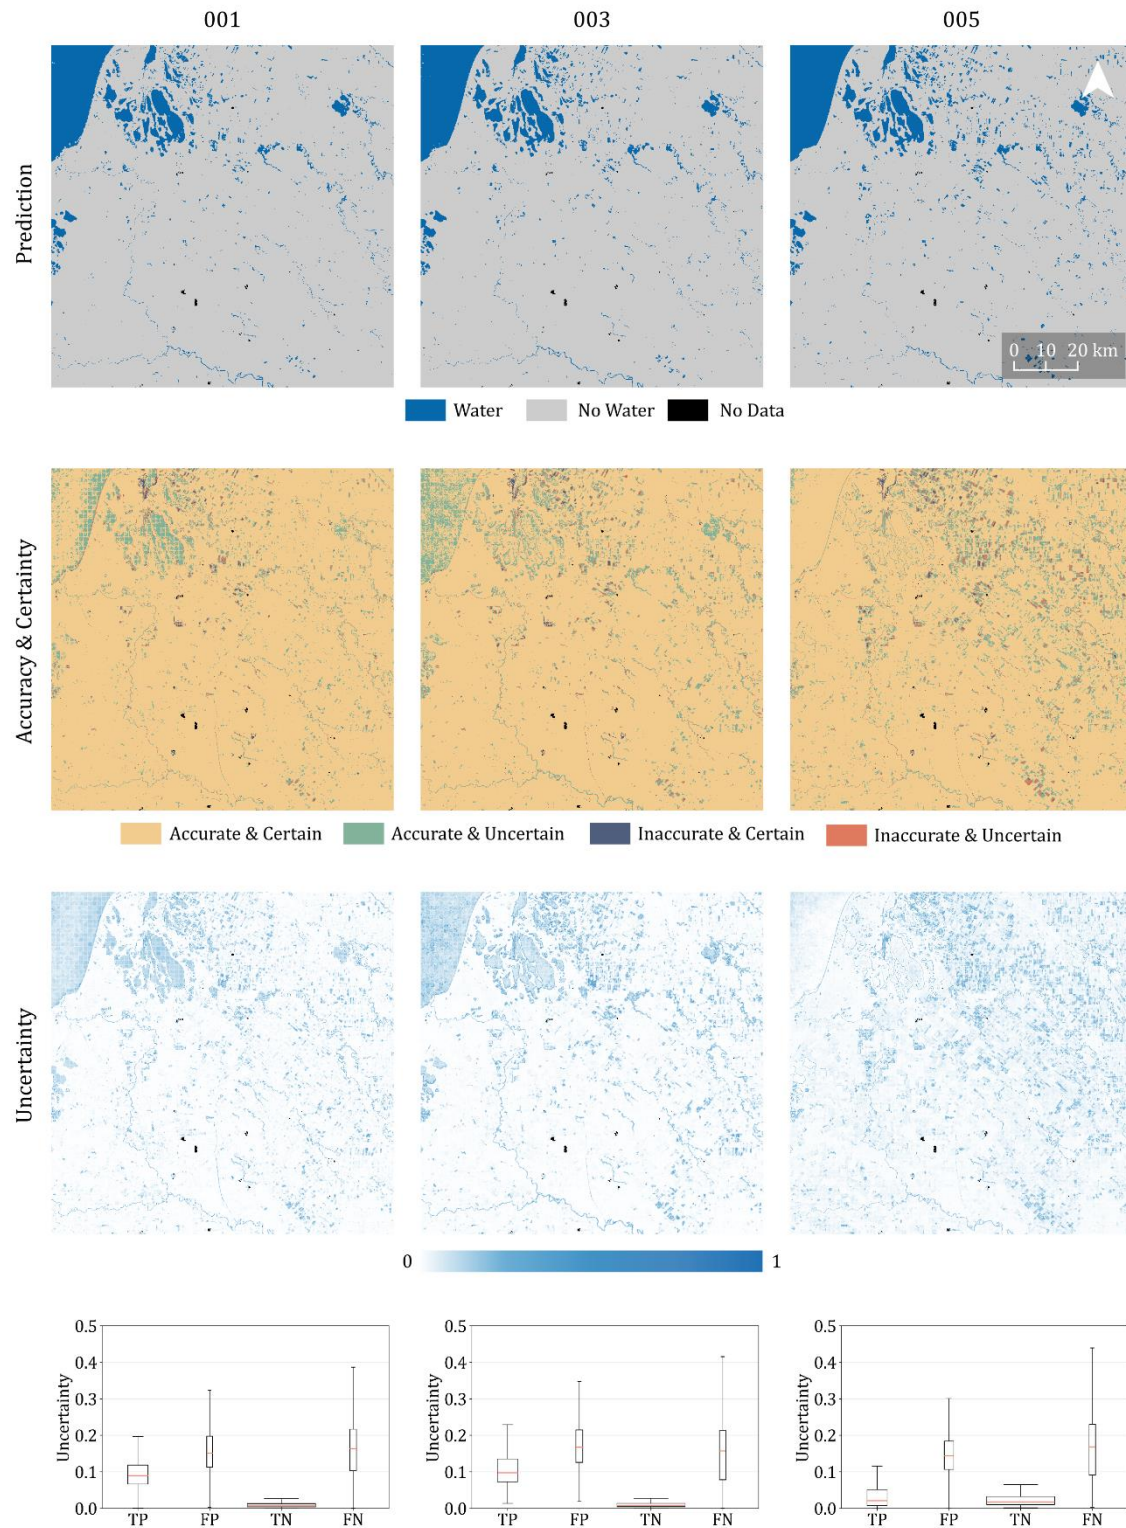 001 003 005
Prediction
0 10 20 km
Water No Water No Data
Accuracy & Certainty
Accurate & Certain Accurate & Uncertain Inaccurate & Certain Inaccurate & Uncertain
Uncertainty
0 1
0.5 0.5 0.5
0.4 0.4 0.4
0.3 0.3 0.3
0.2 0.2 0.2
0.1 0.1 0.1
0.0 0.0 0.0
Uncertainty Uncertainty Uncertainty
TP FP TN FN TP FP TN FN TP FP TN FN